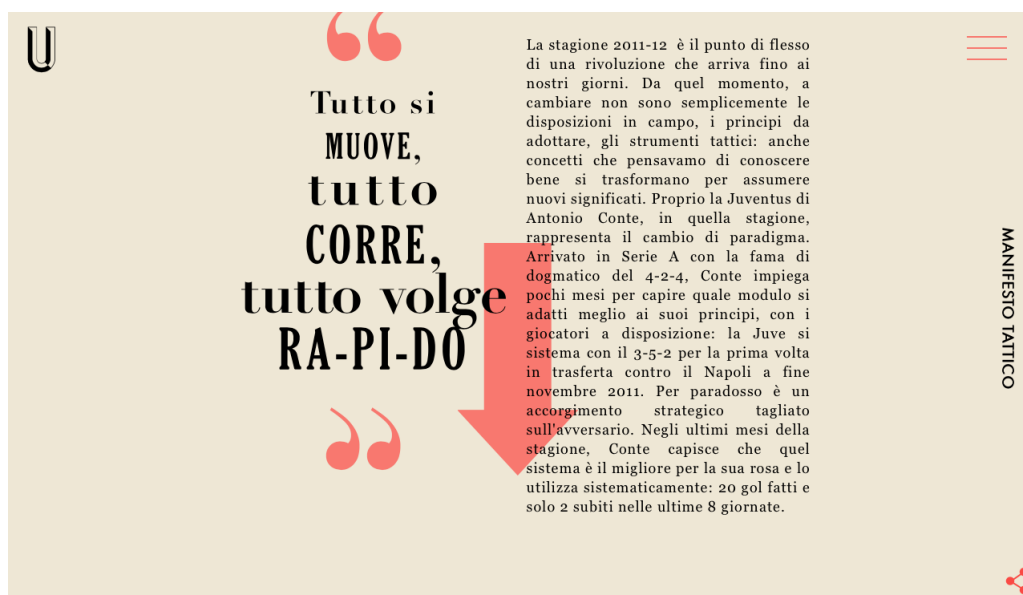 U
“
Tutto si
MUOVE,
tutto
CORRE,
tutto volge
RA-PI-DO
”
La stagione 2011-12 è il punto di flesso
di una rivoluzione che arriva fino ai
nostri giorni. Da quel momento, a
cambiare non sono semplicemente le
disposizioni in campo, i principi da
adottare, gli strumenti tattici: anche
concetti che pensavamo di conoscere
bene si trasformano per assumere
nuovi significati. Proprio la Juventus di
Antonio Conte, in quella stagione,
rappresenta il cambio di paradigma.
Arrivato in Serie A con la fama di
dogmatico del 4-2-4, Conte impiega
pochi mesi per capire quale modulo si
adatti meglio ai suoi principi, con i
giocatori a disposizione: la Juve si
sistema con il 3-5-2 per la prima volta
in trasferta contro il Napoli a fine
novembre 2011. Per paradosso è un
accorgimento strategico tagliato
sull'avversario. Negli ultimi mesi della
stagione, Conte capisce che quel
sistema è il migliore per la sua rosa e lo
utilizza sistematicamente: 20 gol fatti e
solo 2 subiti nelle ultime 8 giornate.
MANIFESTO TATTICO